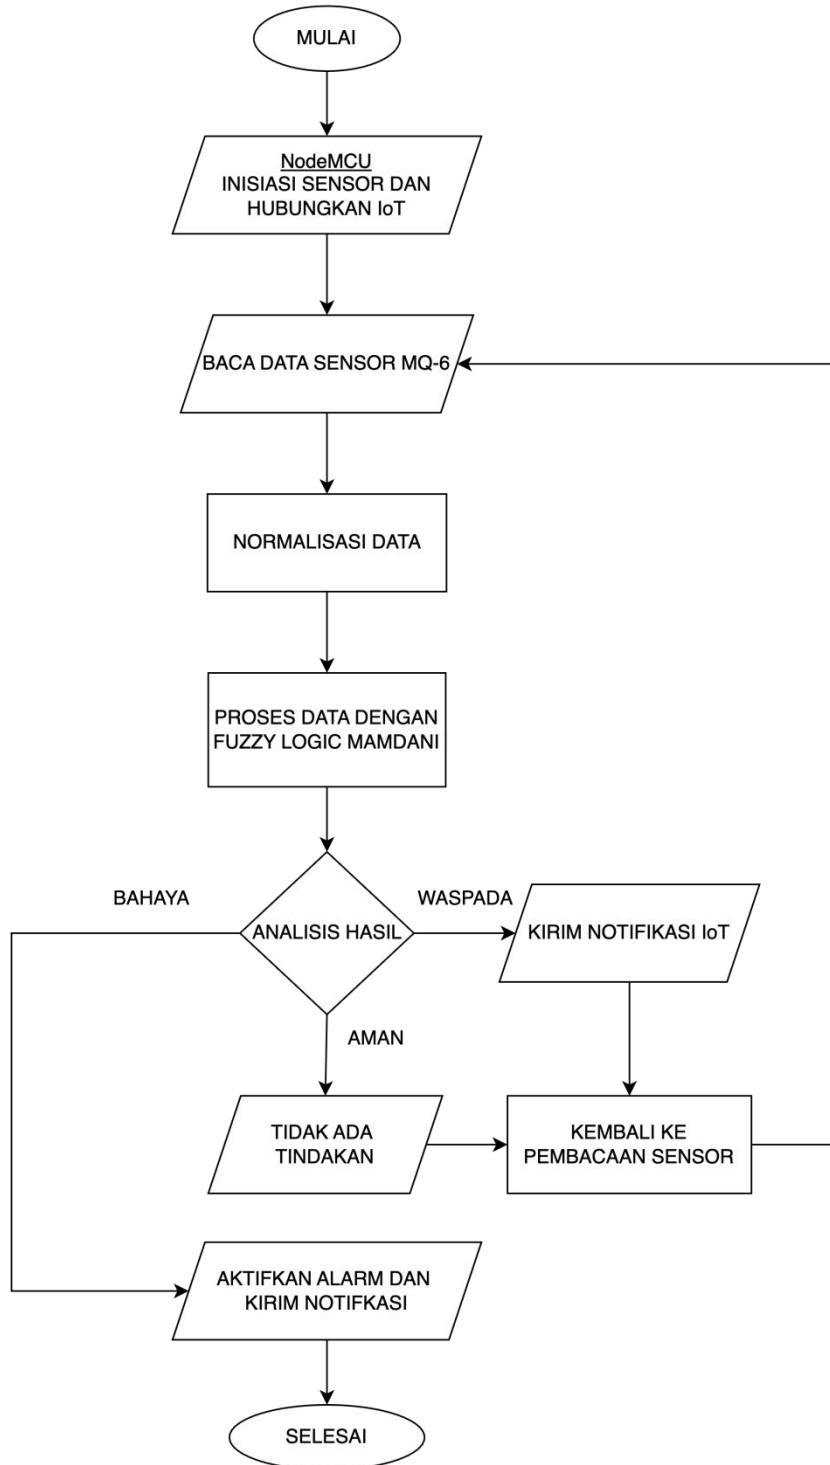 MULAI
NodeMCU
INISIASI SENSOR DAN
HUBUNGKAN IoT
BACA DATA SENSOR MQ-6
NORMALISASI DATA
PROSES DATA DENGAN
FUZZY LOGIC MAMDANI
BAHAYA
ANALISIS HASIL
WASPADA
KIRIM NOTIFIKASI IoT
AMAN
TIDAK ADA
TINDAKAN
KEMBALI KE
PEMBACAAN SENSOR
AKTIFKAN ALARM DAN
KIRIM NOTIFKASI
SELESAI